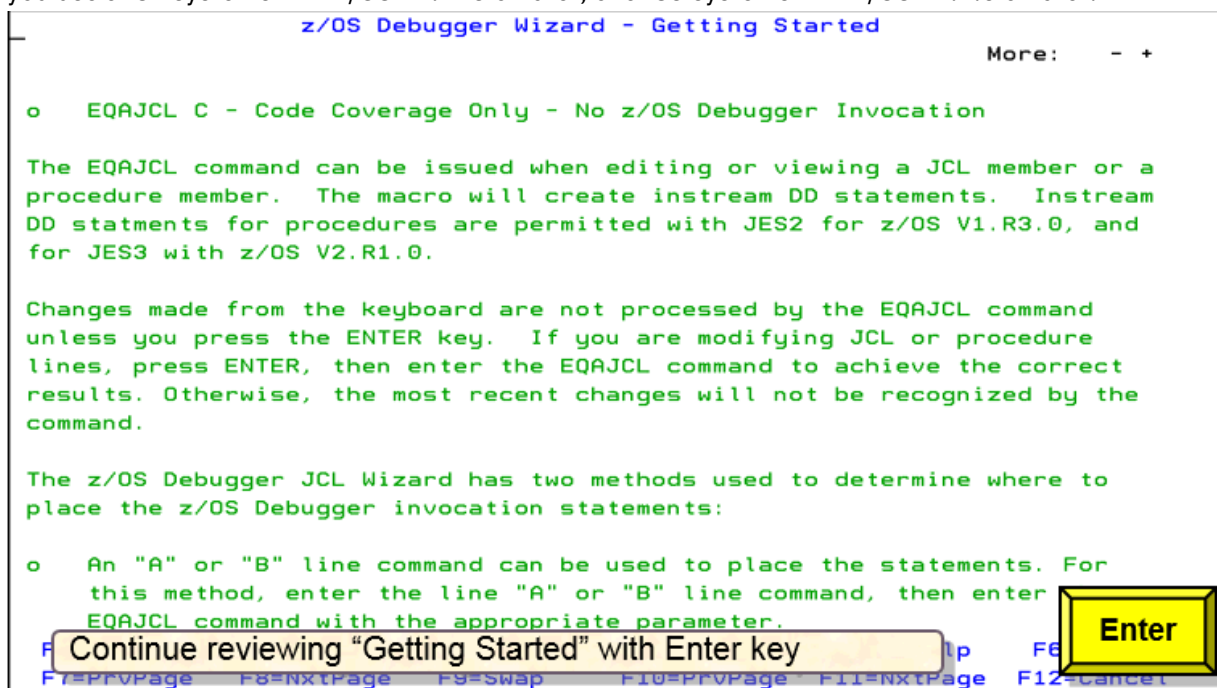 z/OS Debugger Wizard - Getting Started
More: - +
o EQAJCL C - Code Coverage Only - No z/OS Debugger Invocation
The EQAJCL command can be issued when editing or viewing a JCL member or a
procedure member. The macro will create instream DD statements. Instream
DD statments for procedures are permitted with JES2 for z/OS V1.R3.0, and
for JES3 with z/OS V2.R1.0.
Changes made from the keyboard are not processed by the EQAJCL command
unless you press the ENTER key. If you are modifying JCL or procedure
lines, press ENTER, then enter the EQAJCL command to achieve the correct
results. Otherwise, the most recent changes will not be recognized by the
command.
The z/OS Debugger JCL Wizard has two methods used to determine where to
place the z/OS Debugger invocation statements:
o An "A" or "B" line command can be used to place the statements. For
this method, enter the line "A" or "B" line command, then enter
EQAJCL command with the appropriate parameter.
Enter
Continue reviewing “Getting Started” with Enter key
lp F6
F7=PrvPage F8=NxtPage F9=Swap F10=PrvPage F11=NxtPage F12=Cancel